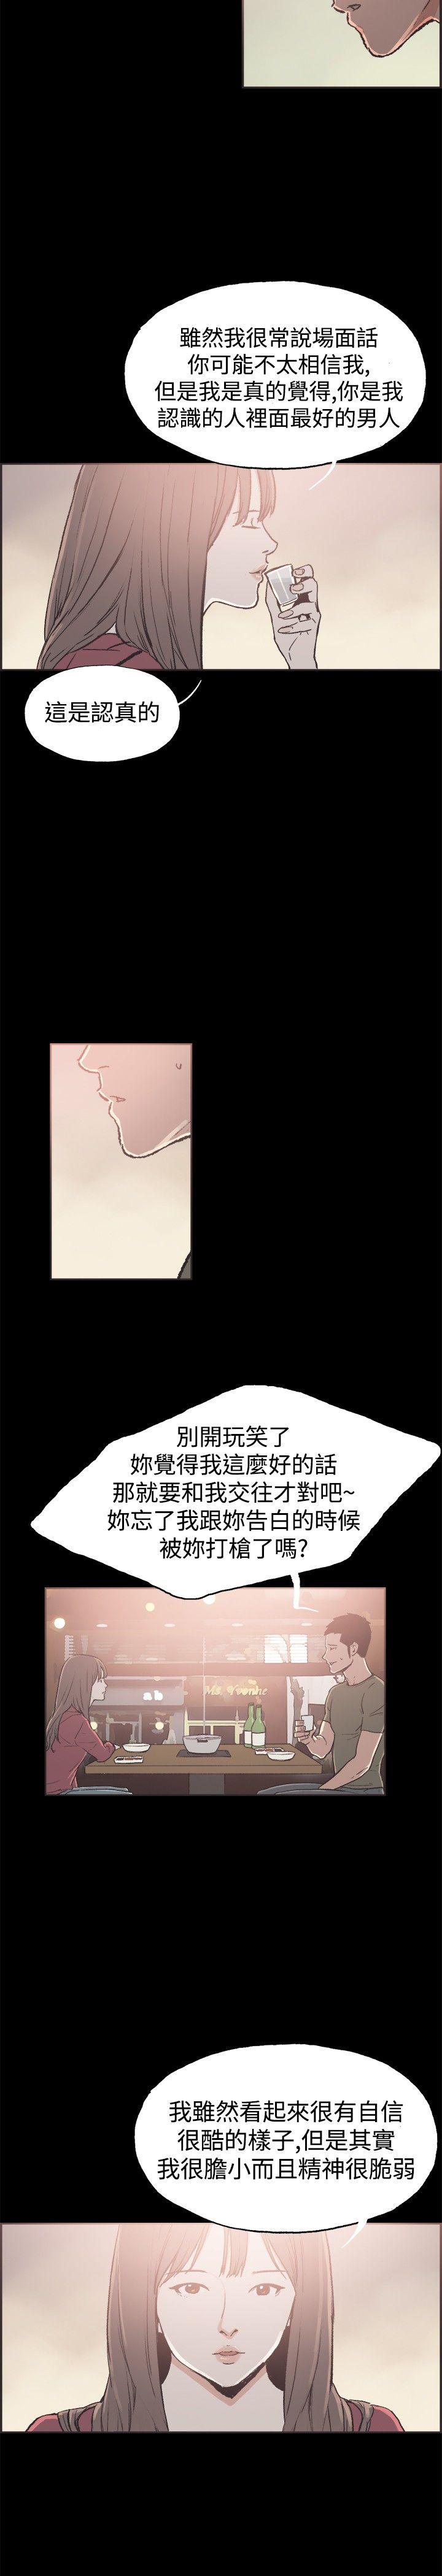 雖然我很常說場面話
你可能不太相信我,
但是我是真的覺得,你是我
認識的人裡面最好的男人
這是認真的
別開玩笑了
妳覺得我這麼好的話
那就要和我交往才對吧~
妳忘了我跟妳告白的時候
被妳打槍了嗎?
我雖然看起來很有自信
很酷的樣子,但是其實
我很膽小而且精神很脆弱